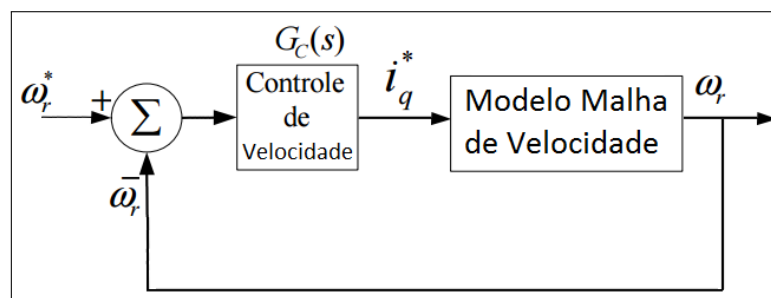 G_C(s)
ω_r^*
+
Σ
Controle
de
Velocidade
i_q^*
Modelo Malha
de Velocidade
ω_r
−
ω_r